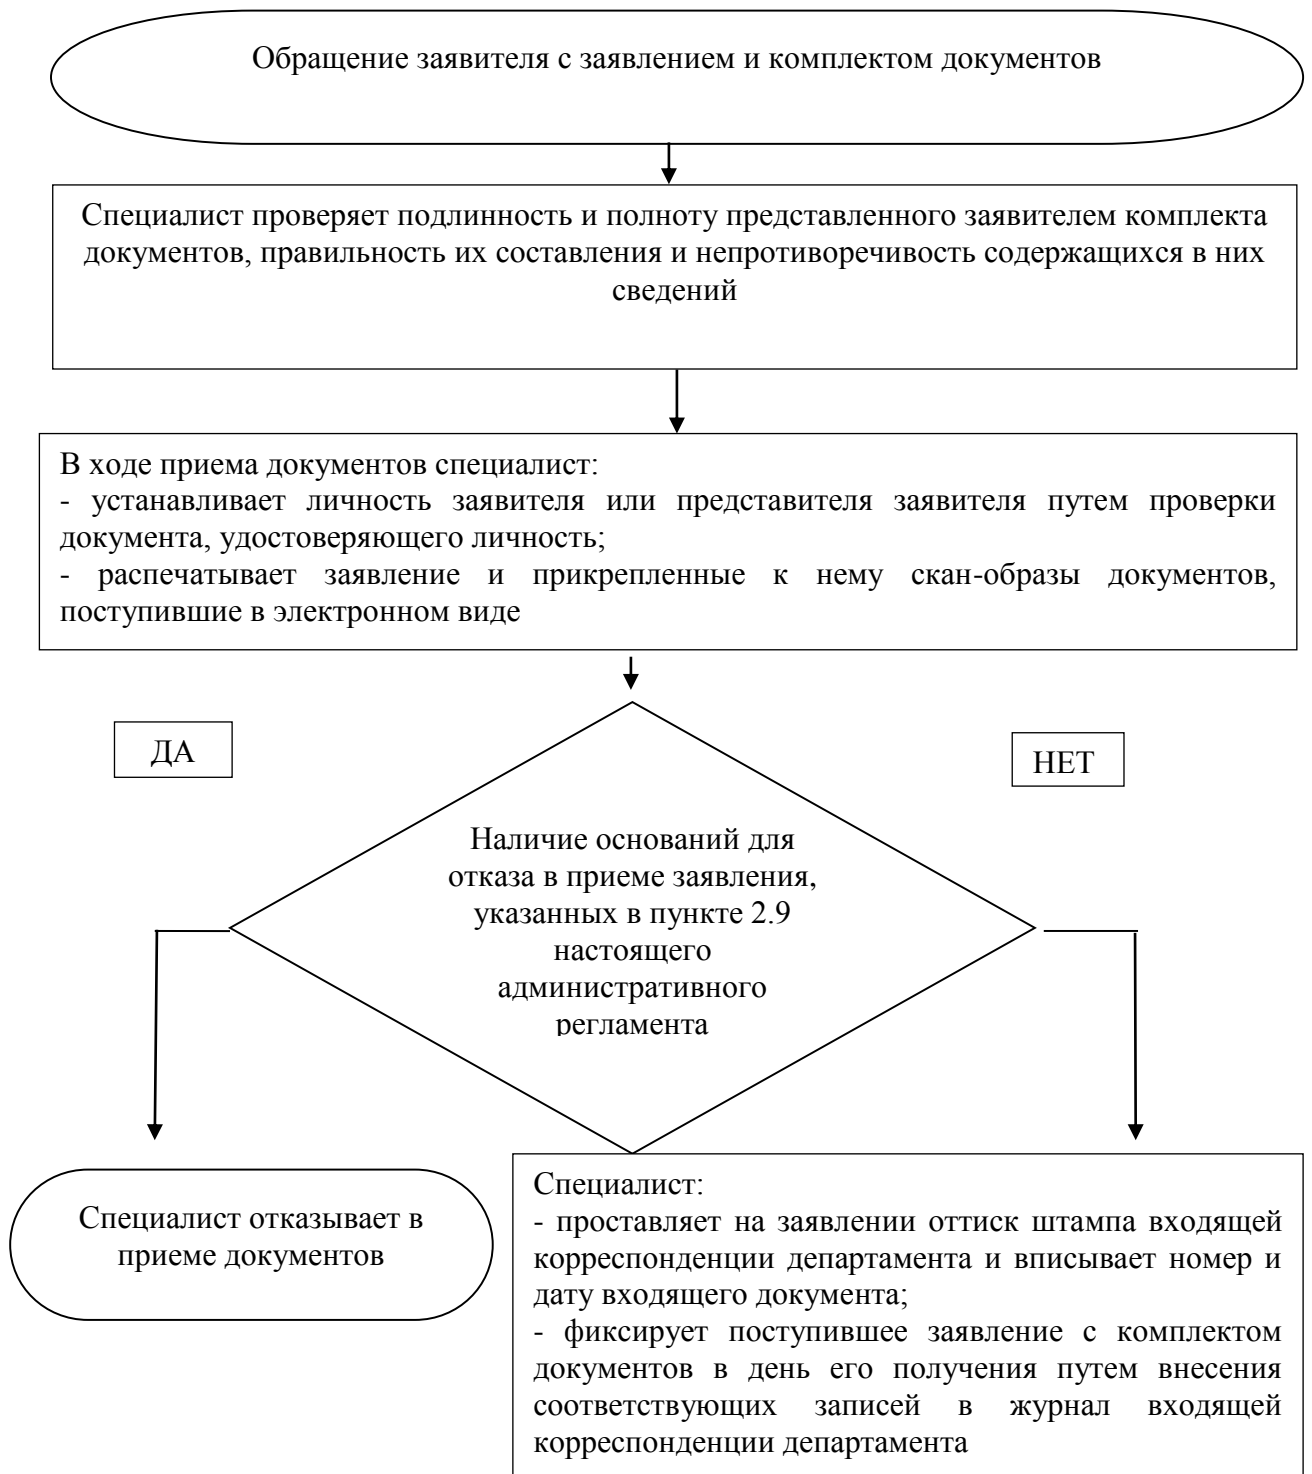 Обращение заявителя с заявлением и комплектом документов
Специалист проверяет подлинность и полноту представленного заявителем комплекта
документов, правильность их составления и непротиворечивость содержащихся в них
сведений
В ходе приема документов специалист:
- устанавливает личность заявителя или представителя заявителя путем проверки
документа, удостоверяющего личность;
- распечатывает заявление и прикрепленные к нему скан-образы документов,
поступившие в электронном виде
ДА
НЕТ
Наличие оснований для
отказа в приеме заявления,
указанных в пункте 2.9
настоящего
административного
регламента
Специалист отказывает в
приеме документов
Специалист:
- проставляет на заявлении оттиск штампа входящей
корреспонденции департамента и вписывает номер и
дату входящего документа;
- фиксирует поступившее заявление с комплектом
документов в день его получения путем внесения
соответствующих записей в журнал входящей
корреспонденции департамента